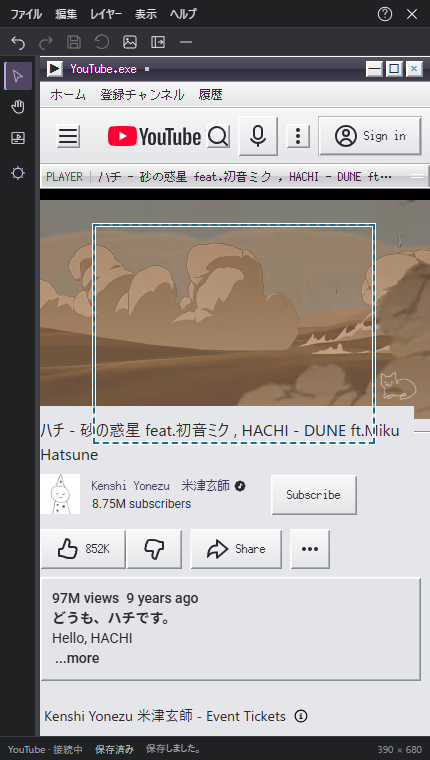 ファイル 編集 レイヤー 表示 ヘルプ
YouTube.exe
ホーム 登録チャンネル 履歴
YouTube Sign in
PLAYER ハチ - 砂の惑星 feat.初音ミク , HACHI - DUNE ft…
ハチ - 砂の惑星 feat.初音ミク , HACHI - DUNE ft.Miku
Hatsune
Kenshi Yonezu 米津玄師
8.75M subscribers
Subscribe
852K Share
97M views 9 years ago
どうも、ハチです。
Hello, HACHI
...more
Kenshi Yonezu 米津玄師 - Event Tickets
YouTube · 接続中 保存済み 保存しました。 390 × 680